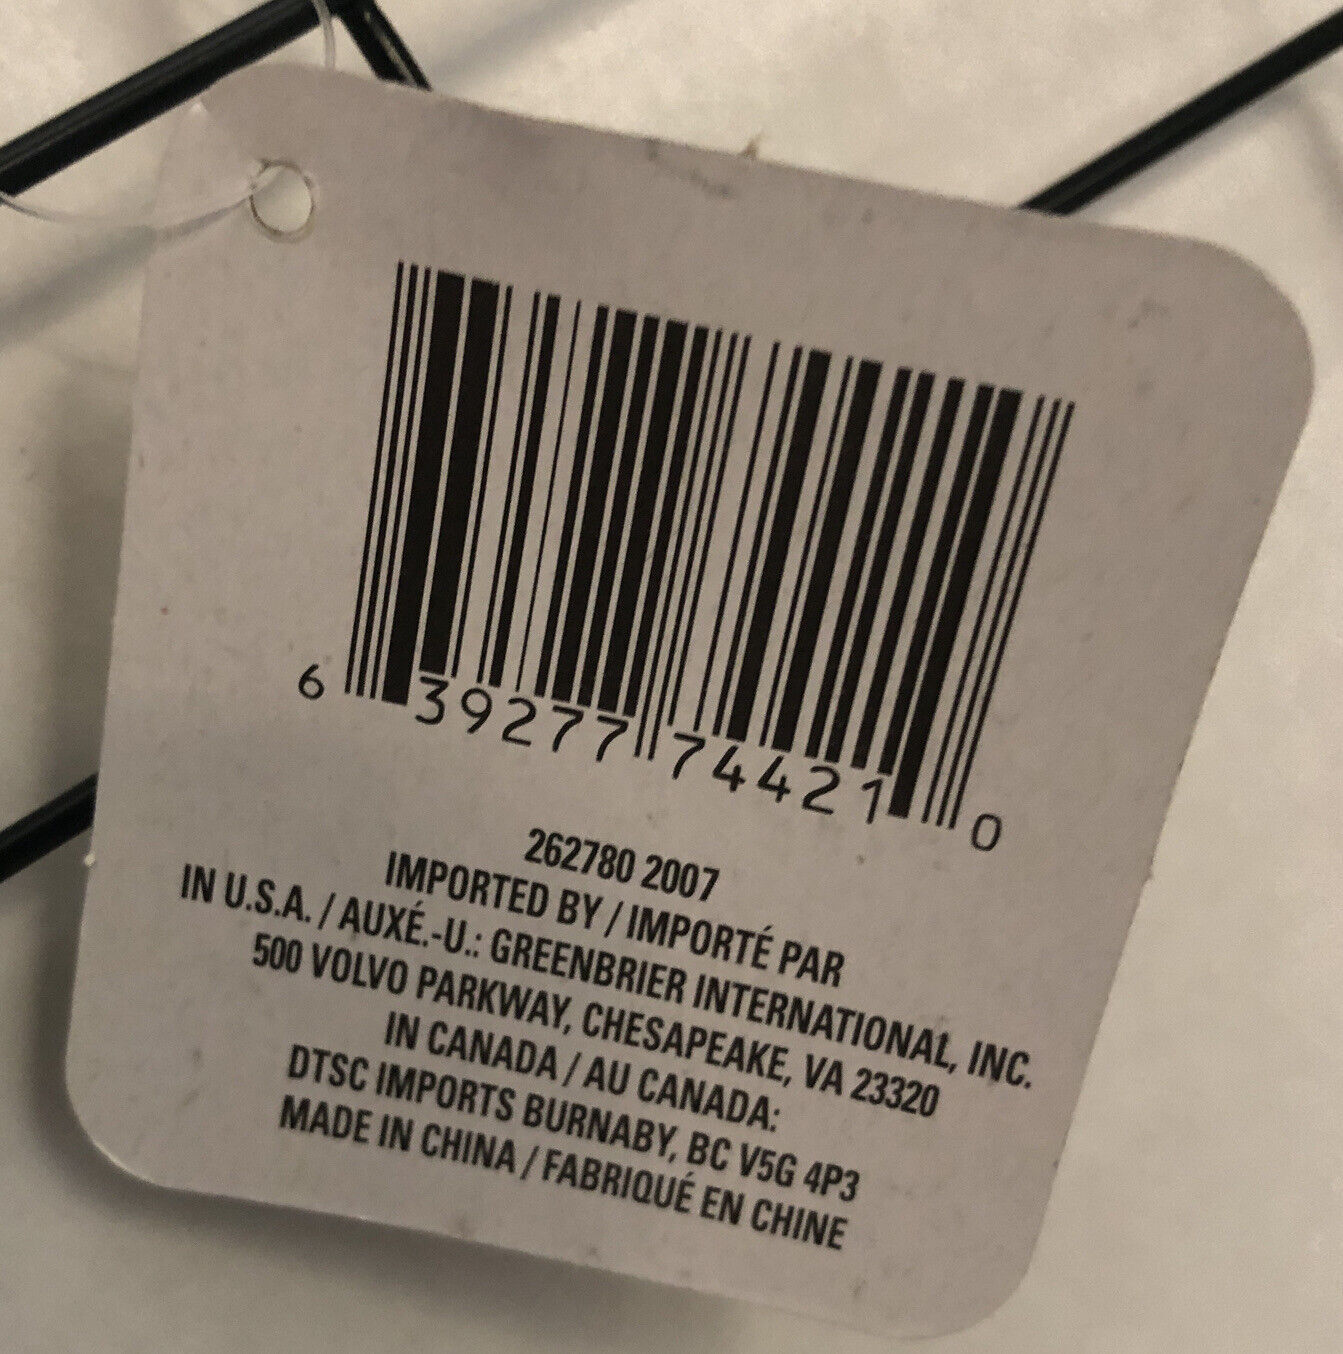 6 39277 74421 0
262780 2007
IMPORTED BY / IMPORTÉ PAR
IN U.S.A. / AUXÉ.-U.: GREENBRIER INTERNATIONAL, INC.
500 VOLVO PARKWAY, CHESAPEAKE, VA 23320
IN CANADA / AU CANADA:
DTSC IMPORTS BURNABY, BC V5G 4P3
MADE IN CHINA / FABRIQUÉ EN CHINE